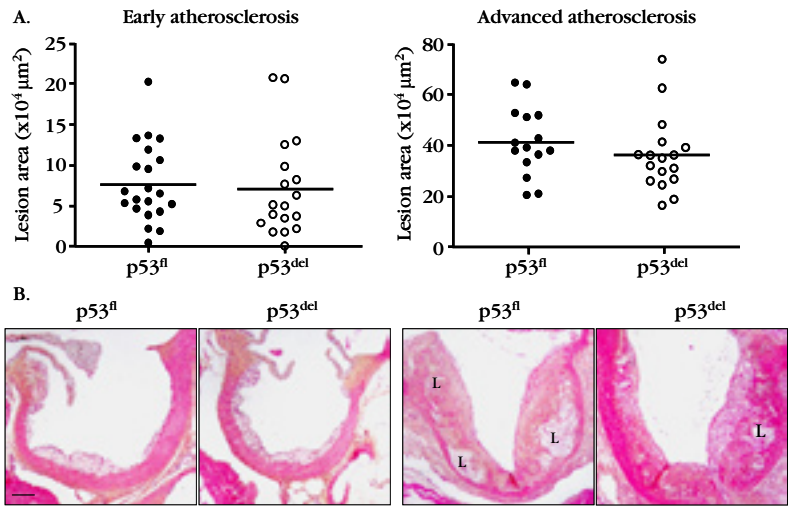 A.
Early atherosclerosis
Advanced atherosclerosis
Lesion area (x10⁴ µm²)
25
20
15
10
5
0
p53ᶠˡ
p53ᵈᵉˡ
Lesion area (x10⁴ µm²)
80
60
40
20
0
p53ᶠˡ
p53ᵈᵉˡ
B.
p53ᶠˡ
p53ᵈᵉˡ
p53ᶠˡ
p53ᵈᵉˡ
L
L
L
L